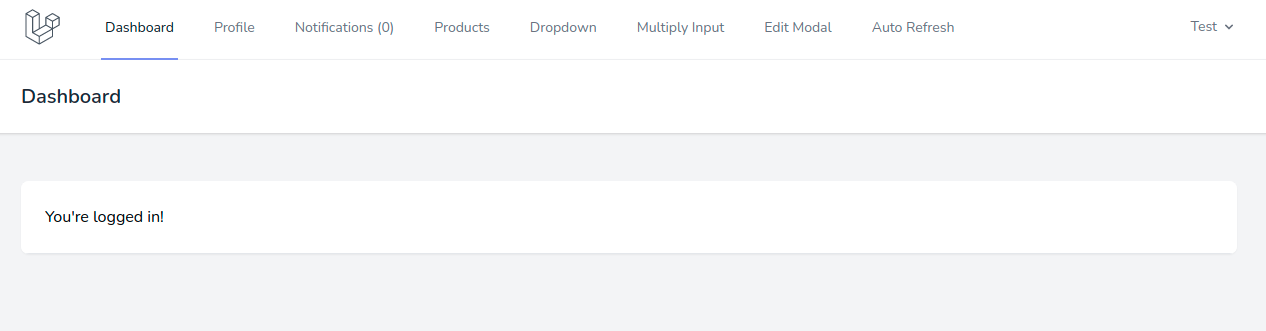 Dashboard Profile Notifications (0) Products Dropdown Multiply Input Edit Modal Auto Refresh Test
Dashboard
You're logged in!